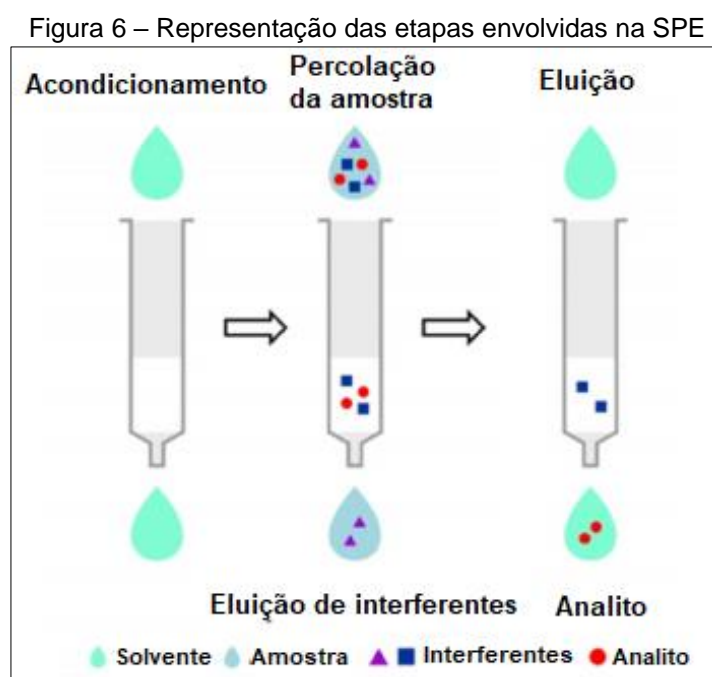 Figura 6 – Representação das etapas envolvidas na SPE
Acondicionamento
Percolação
da amostra
Eluição
Eluição de interferentes
Analito
Solvente Amostra Interferentes Analito